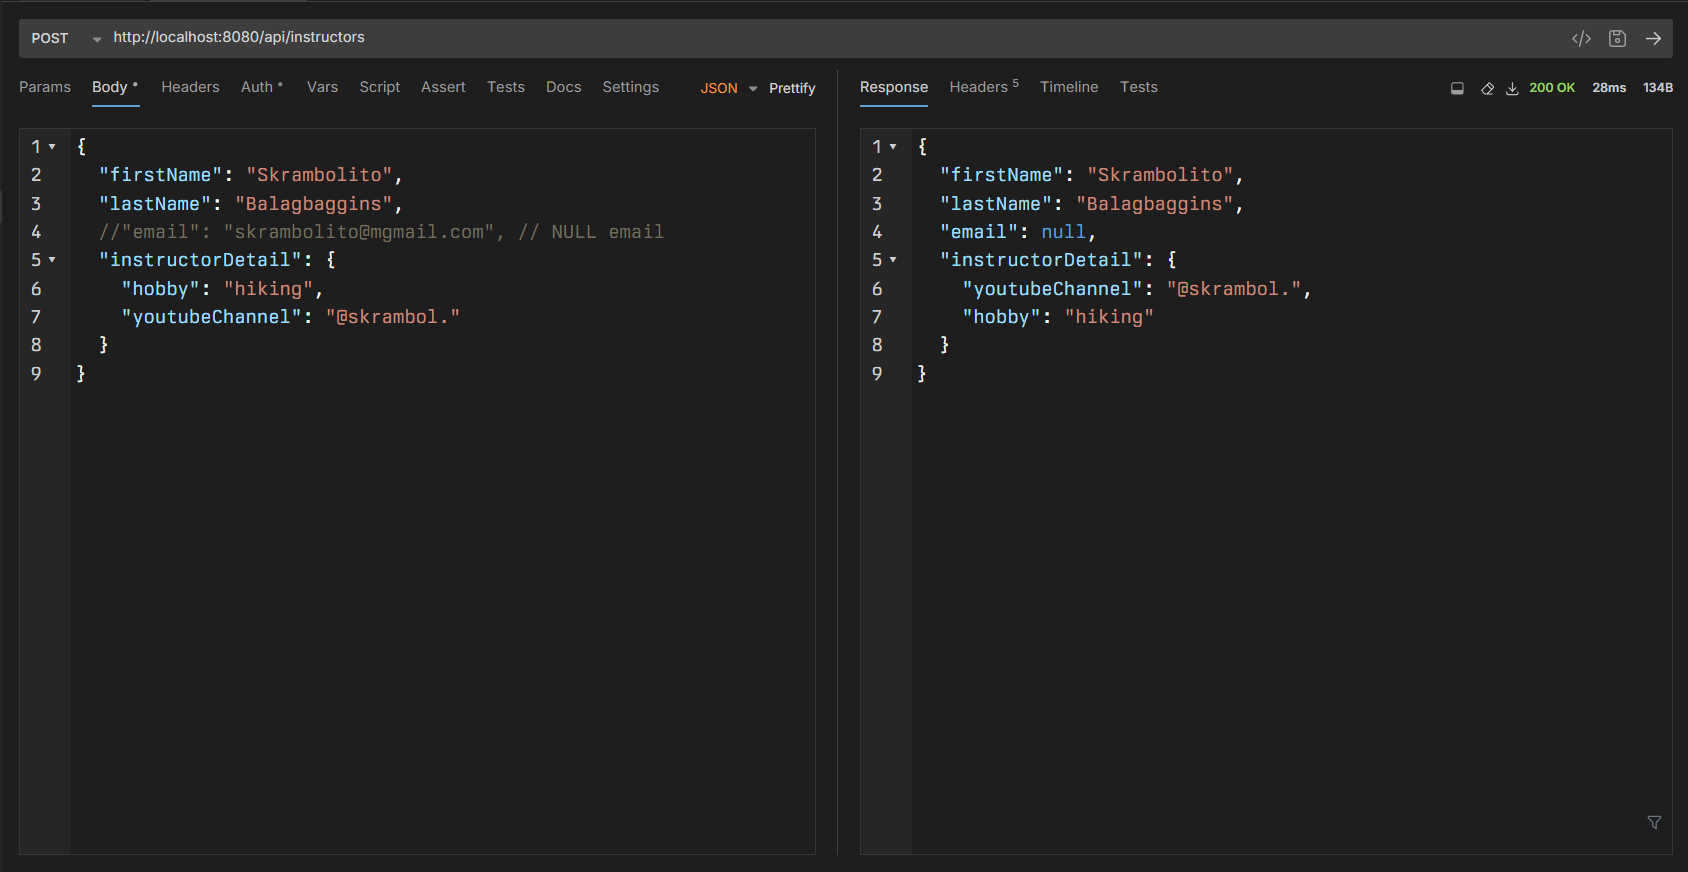 POST http://localhost:8080/api/instructors </>
Params Body Headers Auth Vars Script Assert Tests Docs Settings JSON Prettify
1 {
2 "firstName": "Skrambolito",
3 "lastName": "Balagbaggins",
4 //"email": "skrambolito@mgmail.com", // NULL email
5 "instructorDetail": {
6 "hobby": "hiking",
7 "youtubeChannel": "@skrambol."
8 }
9 }
Response Headers 5 Timeline Tests 200 OK 28ms 134B
1 {
2 "firstName": "Skrambolito",
3 "lastName": "Balagbaggins",
4 "email": null,
5 "instructorDetail": {
6 "youtubeChannel": "@skrambol.",
7 "hobby": "hiking"
8 }
9 }